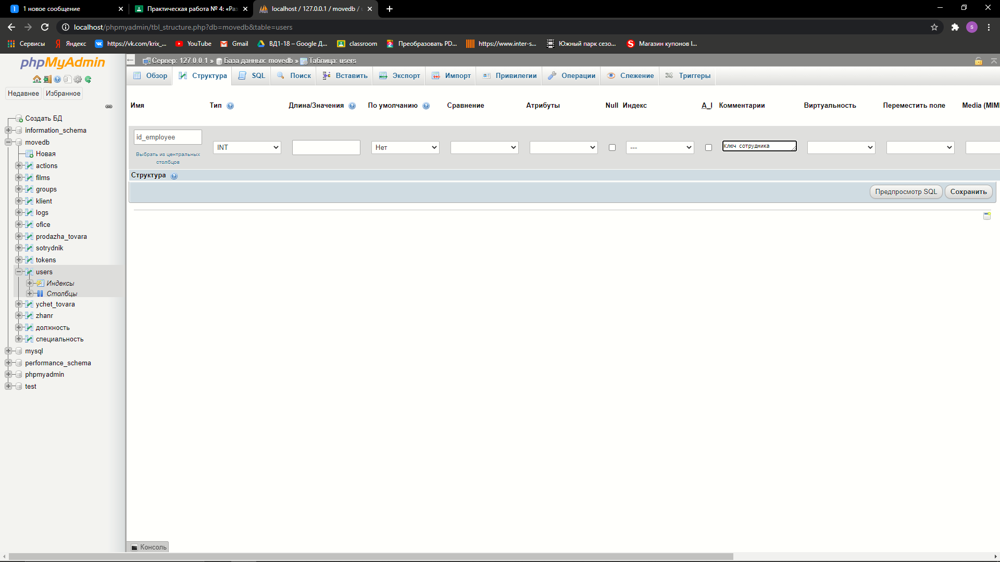 1 новое сообщение
Практическая работа № 4: «Раз
localhost / 127.0.0.1 / movedb /
localhost/phpmyadmin/tbl_structure.php?db=movedb&table=users
s
Сервисы
Яндекс
https://vk.com/krix_...
YouTube
Gmail
ВД1-18 – Google Д...
classroom
Преобразовать PD...
https://www.inter-s...
Южный парк сезо...
Магазин купонов I...
phpMyAdmin
Недавнее
Избранное
Создать БД
information_schema
movedb
Новая
actions
films
groups
klient
logs
ofice
prodazha_tovara
sotrydnik
tokens
users
Индексы
Столбцы
ychet_tovara
zhanr
должность
специальность
mysql
performance_schema
phpmyadmin
test
Сервер: 127.0.0.1 » База данных: movedb » Таблица: users
Обзор
Структура
SQL
Поиск
Вставить
Экспорт
Импорт
Привилегии
Операции
Слежение
Триггеры
Имя
Тип
Длина/Значения
По умолчанию
Сравнение
Атрибуты
Null
Индекс
A_I
Комментарии
Виртуальность
Переместить поле
Media (MIM
id_employee
Выбрать из центральных
столбцов
INT
Нет
---
Ключ сотрудника
Структура
Предпросмотр SQL
Сохранить
Консоль